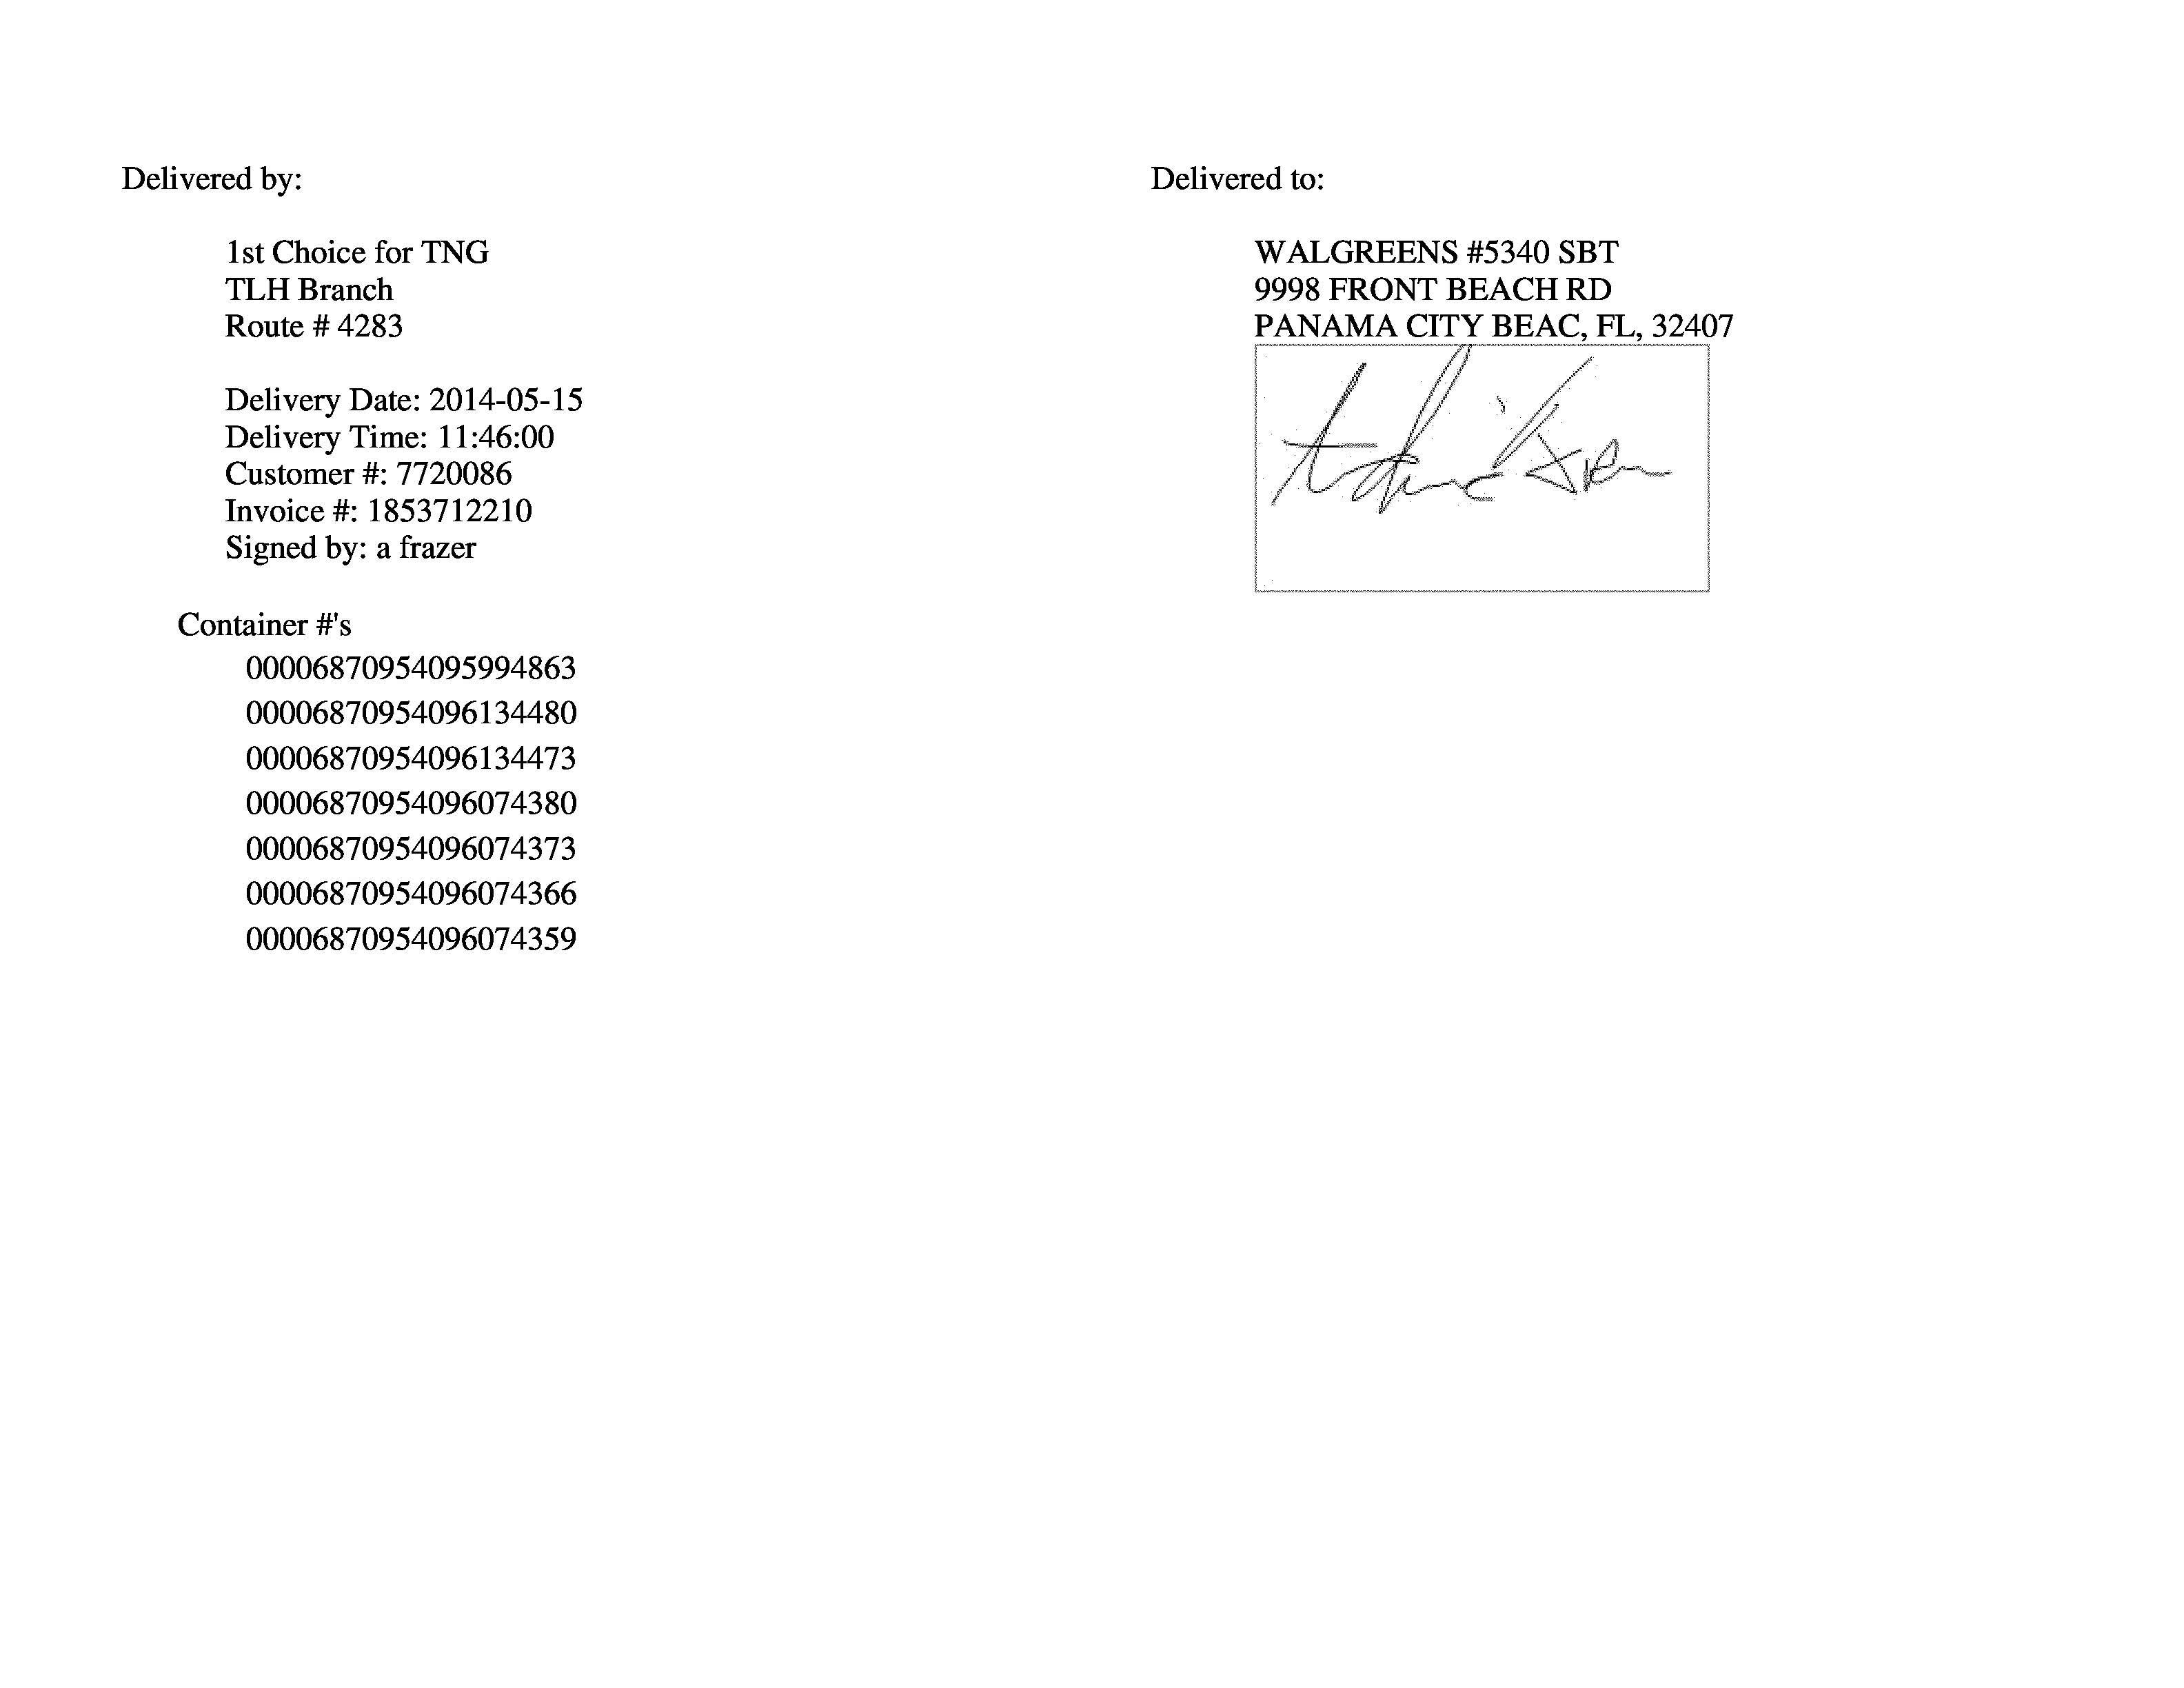 Delivered by:
1st Choice for TNG
TLH Branch
Route # 4283
Delivery Date: 2014-05-15
Delivery Time: 11:46:00
Customer #: 7720086
Invoice #: 1853712210
Signed by: a frazer
Container #'s
00006870954095994863
00006870954096134480
00006870954096134473
00006870954096074380
00006870954096074373
00006870954096074366
00006870954096074359
Delivered to:
WALGREENS #5340 SBT
9998 FRONT BEACH RD
PANAMA CITY BEAC, FL, 32407